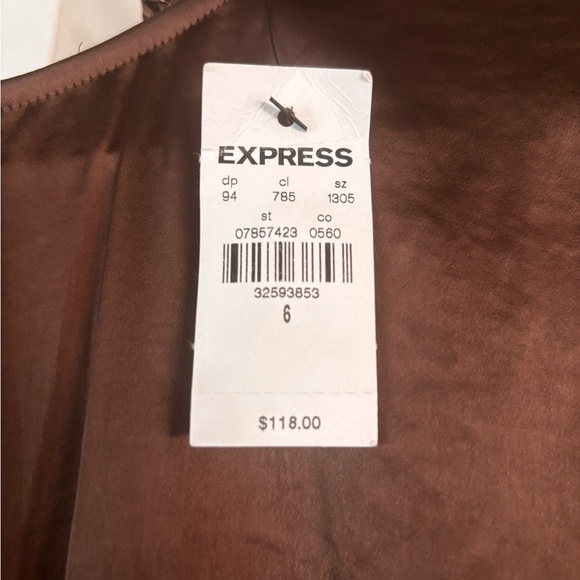 EXPRESS
dp cl sz
94 785 1305
st co
07857423 0560
32593853
6
$118.00